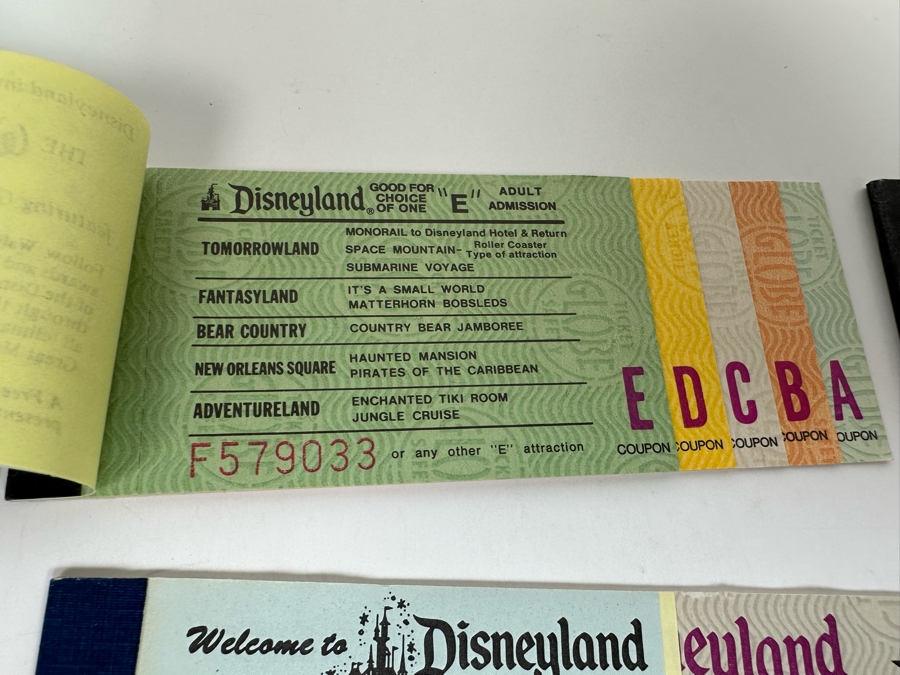 Disneyland® GOOD FOR CHOICE OF ONE "E" ADULT ADMISSION
TOMORROWLAND
MONORAIL to Disneyland Hotel & Return
SPACE MOUNTAIN- Roller Coaster Type of attraction
SUBMARINE VOYAGE
FANTASYLAND
IT'S A SMALL WORLD
MATTERHORN BOBSLEDS
BEAR COUNTRY
COUNTRY BEAR JAMBOREE
NEW ORLEANS SQUARE
HAUNTED MANSION
PIRATES OF THE CARIBBEAN
ADVENTURELAND
ENCHANTED TIKI ROOM
JUNGLE CRUISE
F579033 or any other "E" attraction
E D C B A
COUPON COUPON COUPON COUPON OUPON
Welcome to Disneyland
eyland